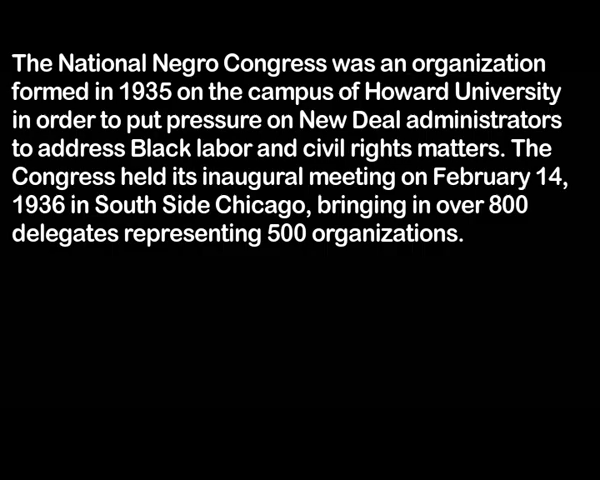 The National Negro Congress was an organization
formed in 1935 on the campus of Howard University
in order to put pressure on New Deal administrators
to address Black labor and civil rights matters. The
Congress held its inaugural meeting on February 14,
1936 in South Side Chicago, bringing in over 800
delegates representing 500 organizations.